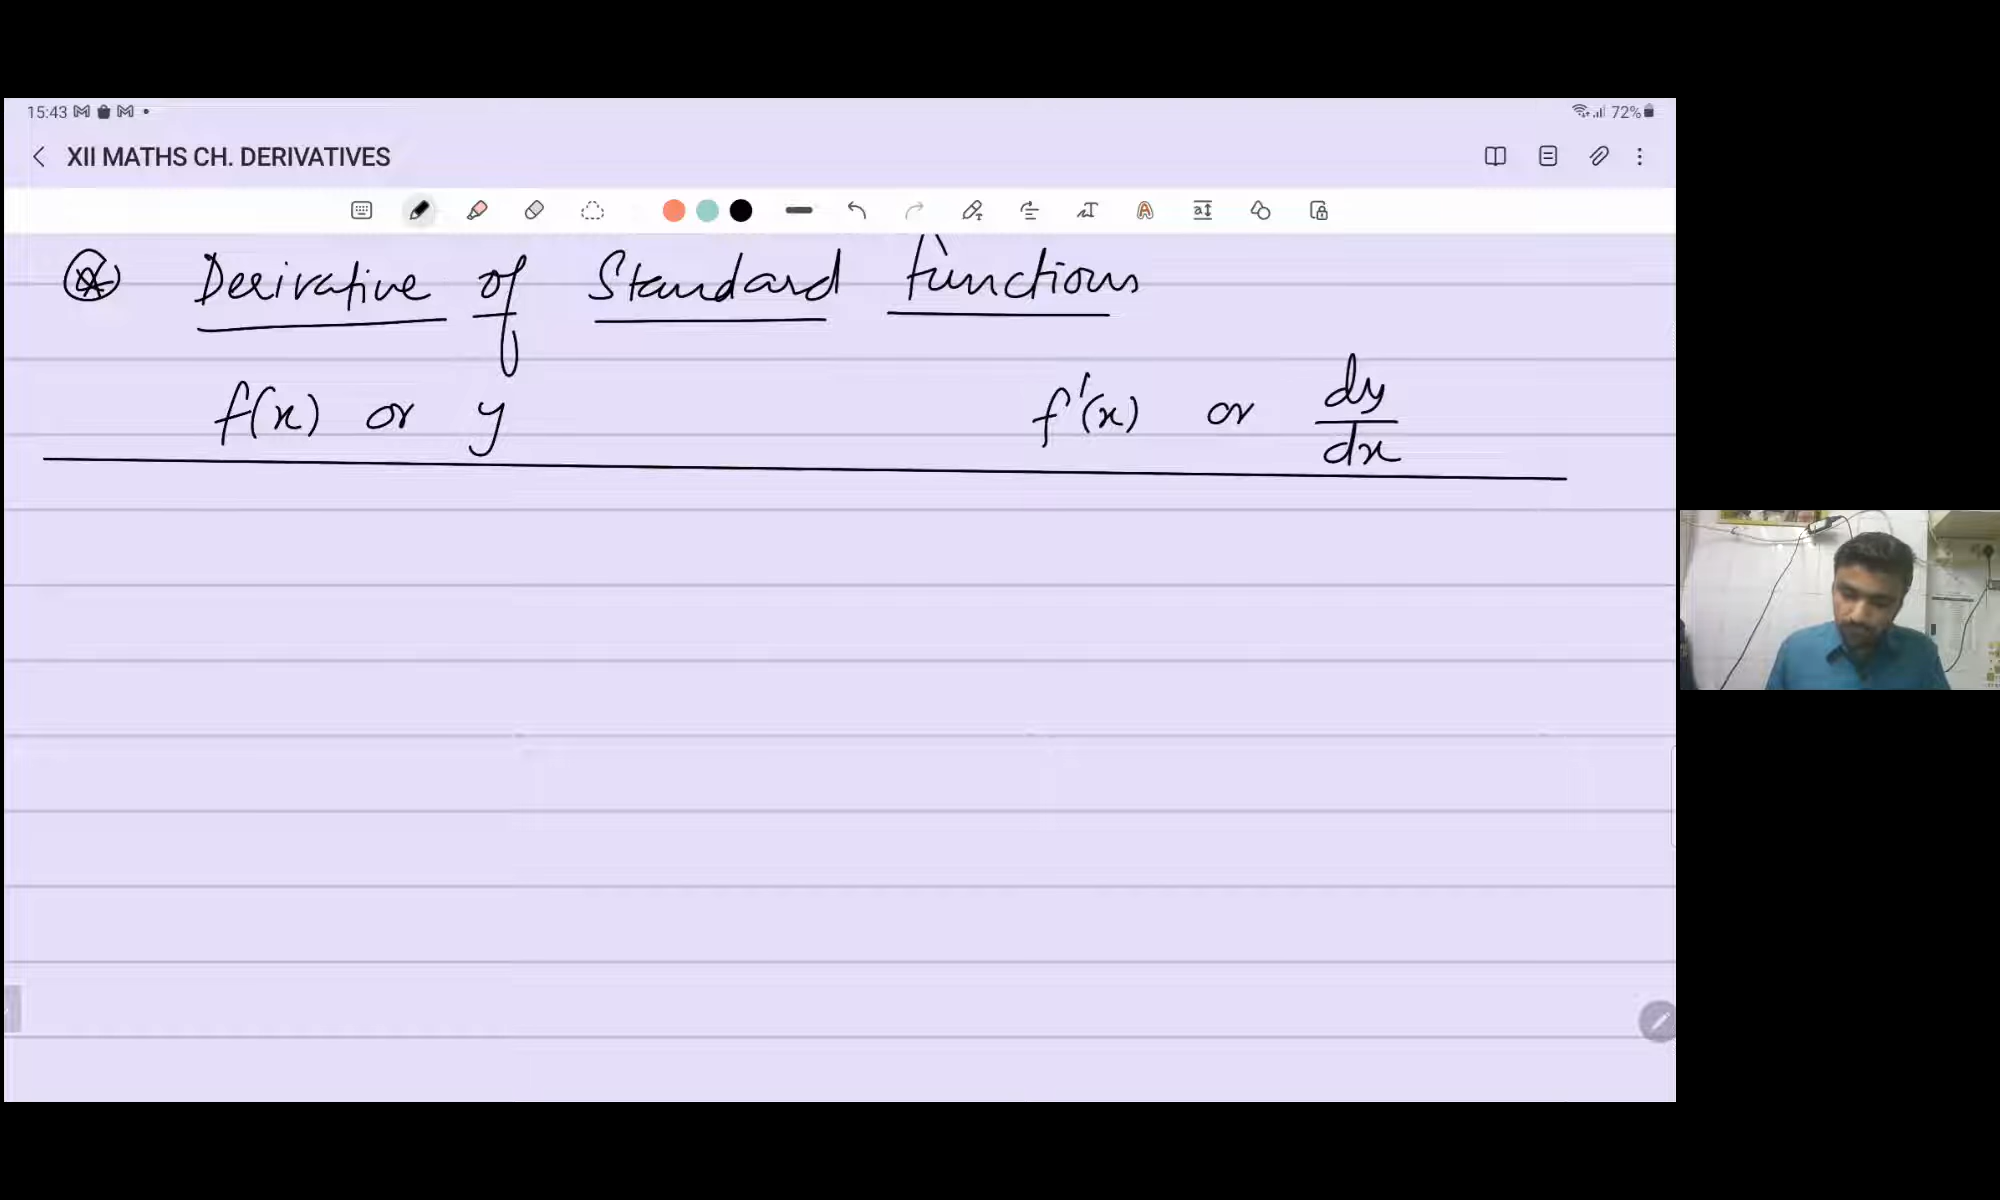 15:43 72%
XII MATHS CH. DERIVATIVES
Derivative of Standard functions
f(x) or y f'(x) or dy/dx